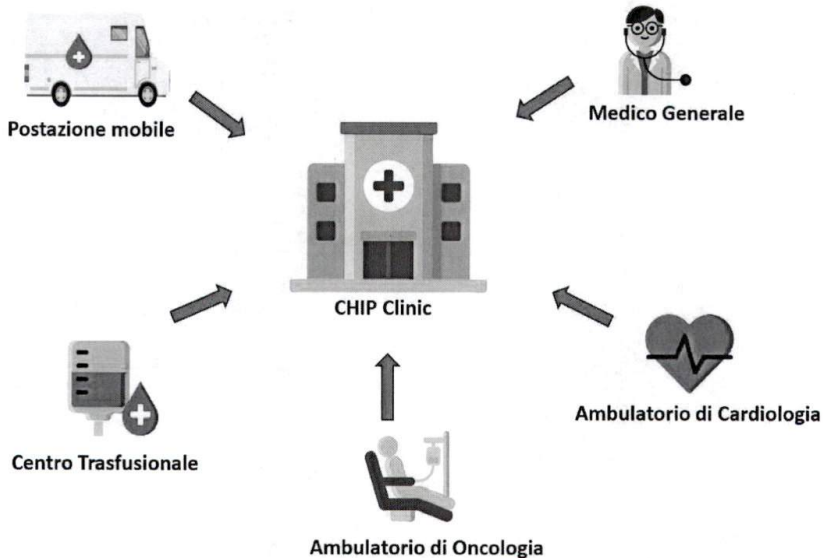 Postazione mobile
Medico Generale
CHIP Clinic
Centro Trasfusionale
Ambulatorio di Cardiologia
Ambulatorio di Oncologia